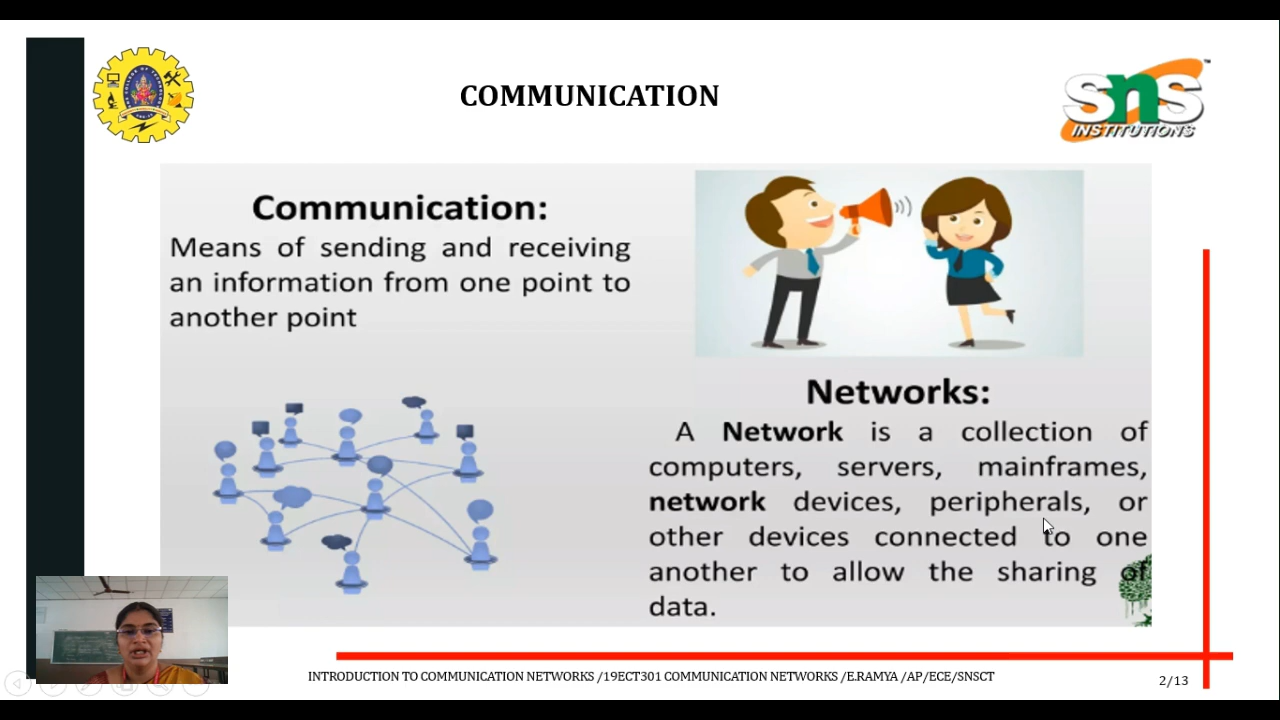 COMMUNICATION
SNS
INSTITUTIONS
Communication:
Means of sending and receiving
an information from one point to
another point
Networks:
A Network is a collection of
computers, servers, mainframes,
network devices, peripherals, or
other devices connected to one
another to allow the sharing of
data.
INTRODUCTION TO COMMUNICATION NETWORKS /19ECT301 COMMUNICATION NETWORKS /E.RAMYA /AP/ECE/SNSCT
2/13